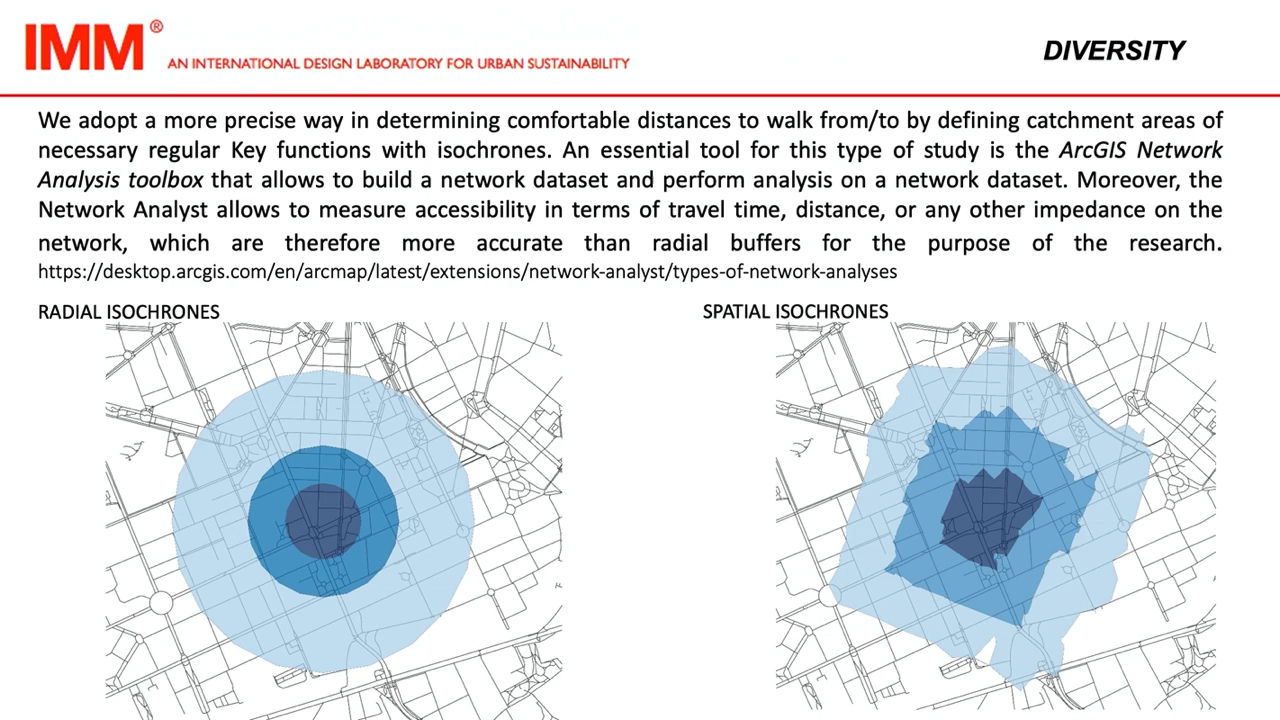 IMM®
AN INTERNATIONAL DESIGN LABORATORY FOR URBAN SUSTAINABILITY
DIVERSITY
We adopt a more precise way in determining comfortable distances to walk from/to by defining catchment areas of
necessary regular Key functions with isochrones. An essential tool for this type of study is the ArcGIS Network
Analysis toolbox that allows to build a network dataset and perform analysis on a network dataset. Moreover, the
Network Analyst allows to measure accessibility in terms of travel time, distance, or any other impedance on the
network, which are therefore more accurate than radial buffers for the purpose of the research.
https://desktop.arcgis.com/en/arcmap/latest/extensions/network-analyst/types-of-network-analyses
RADIAL ISOCHRONES
SPATIAL ISOCHRONES